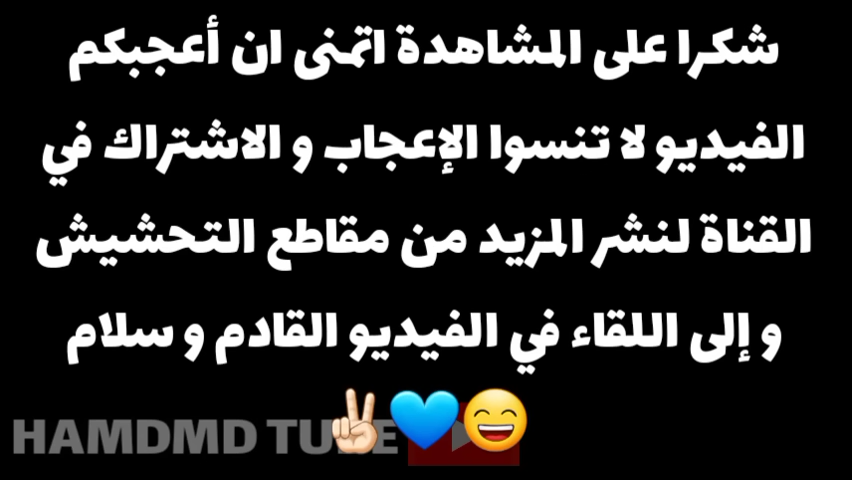 شكرا على المشاهدة اتمنى ان أعجبكم
الفيديو لا تنسوا الإعجاب و الاشتراك في
القناة لنشر المزيد من مقاطع التحشيش
و إلى اللقاء في الفيديو القادم و سلام
✌🏻💙😄
HAMDMD TUBE